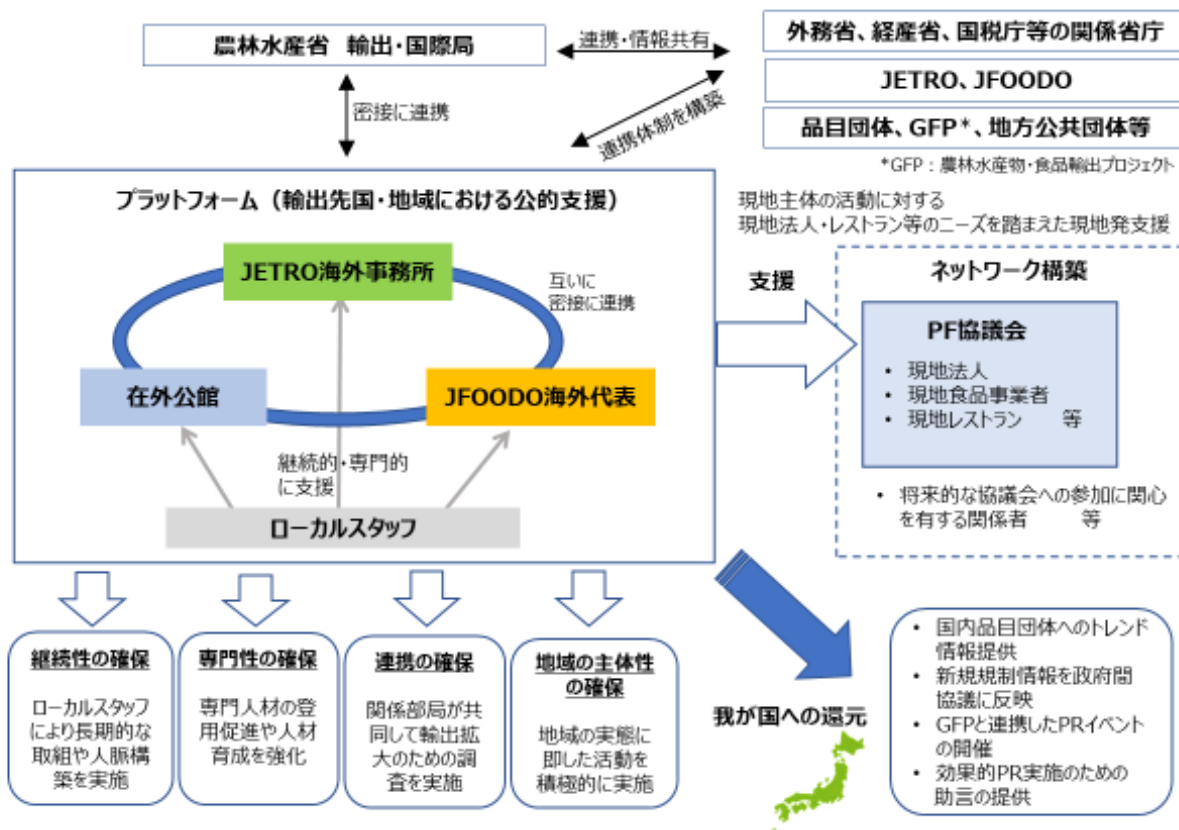 農林水産省 輸出・国際局
連携・情報共有
外務省、経産省、国税庁等の関係省庁
JETRO、JFOODO
品目団体、GFP*、地方公共団体等
*GFP：農林水産物・食品輸出プロジェクト
密接に連携
連携体制を構築
プラットフォーム（輸出先国・地域における公的支援）
JETRO海外事務所
互いに
密接に連携
在外公館
JFOODO海外代表
継続的・専門的
に支援
ローカルスタッフ
現地主体の活動に対する
現地法人・レストラン等のニーズを踏まえた現地発支援
支援
ネットワーク構築
PF協議会
• 現地法人
• 現地食品事業者
• 現地レストラン 等
• 将来的な協議会への参加に関心
を有する関係者 等
継続性の確保
ローカルスタッフ
により長期的な
取組や人脈構
築を実施
専門性の確保
専門人材の登
用促進や人材
育成を強化
連携の確保
関係部局が共
同して輸出拡
大のための調
査を実施
地域の主体性
の確保
地域の実態に
即した活動を
積極的に実施
我が国への還元
• 国内品目団体へのトレンド
情報提供
• 新規規制情報を政府間
協議に反映
• GFPと連携したPRイベント
の開催
• 効果的PR実施のための
助言の提供